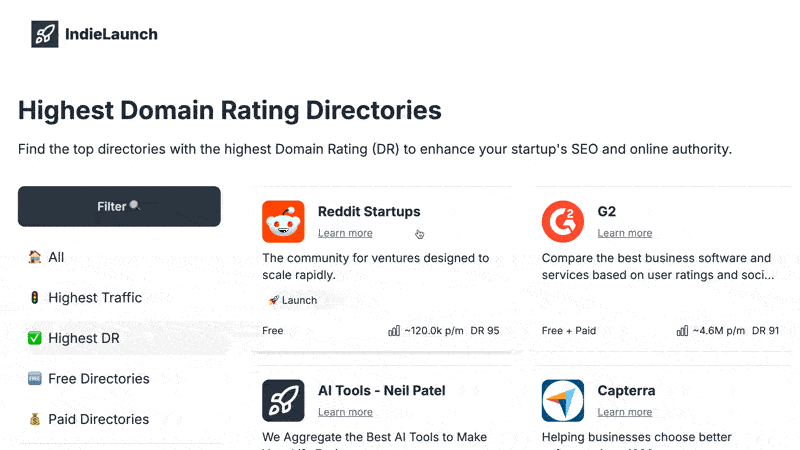 IndieLaunch
Highest Domain Rating Directories
Find the top directories with the highest Domain Rating (DR) to enhance your startup's SEO and online authority.
Filter
All
Highest Traffic
Highest DR
FREE
Free Directories
Paid Directories
Reddit Startups
Learn more
The community for ventures designed to
scale rapidly.
Launch
Free
~120.0k p/m DR 95
G2
Learn more
Compare the best business software and
services based on user ratings and soci...
Free + Paid
~4.6M p/m DR 91
AI Tools - Neil Patel
Learn more
We Aggregate the Best AI Tools to Make
Capterra
Learn more
Helping businesses choose better